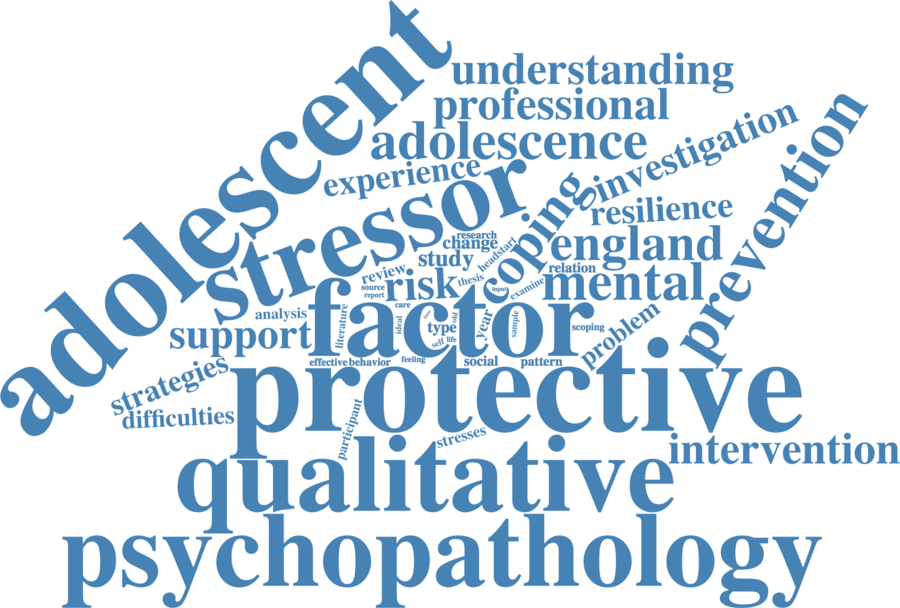 adolescent
understanding
professional
adolescence
experience
investigation
prevention
stressor
coping
resilience
research
change
headstart
england
study
relation
review
thesis
mental
source
report
risk
input
examine
care
factor
analysis
literature
ideal
old
year
sample
scoping
problem
support
type
self
life
effective
behavior
feeling
social
pattern
strategies
protective
difficulties
participant
stresses
intervention
qualitative
psychopathology